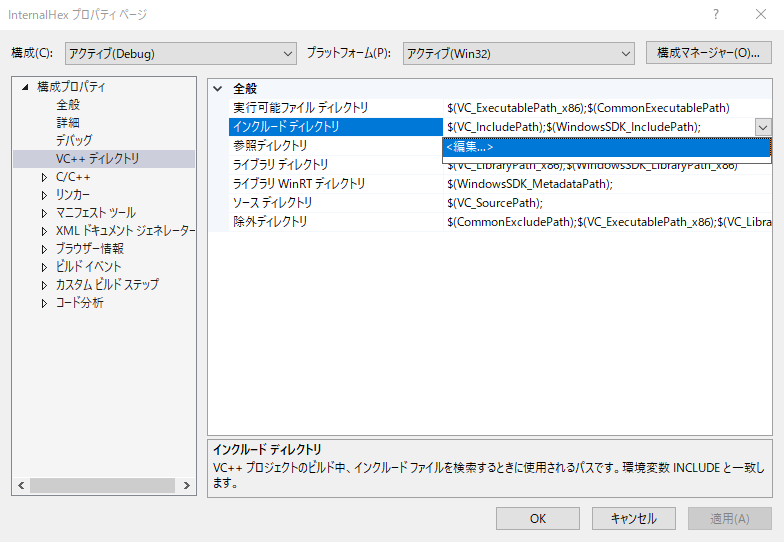 InternalHex プロパティ ページ
?
構成(C): アクティブ(Debug) プラットフォーム(P): アクティブ(Win32) 構成マネージャー(O)...
構成プロパティ
全般
詳細
デバッグ
VC++ ディレクトリ
C/C++
リンカー
マニフェスト ツール
XML ドキュメント ジェネレーター
ブラウザー情報
ビルド イベント
カスタム ビルド ステップ
コード分析
全般
実行可能ファイル ディレクトリ $(VC_ExecutablePath_x86);$(CommonExecutablePath)
インクルード ディレクトリ $(VC_IncludePath);$(WindowsSDK_IncludePath);
参照ディレクトリ <編集...>
ライブラリ ディレクトリ $(VC_LibraryPath_x86);$(WindowsSDK_LibraryPath_x86)
ライブラリ WinRT ディレクトリ $(WindowsSDK_MetadataPath);
ソース ディレクトリ $(VC_SourcePath);
除外ディレクトリ $(CommonExcludePath);$(VC_ExecutablePath_x86);$(VC_Libra
インクルード ディレクトリ
VC++ プロジェクトのビルド中、インクルード ファイルを検索するときに使用されるパスです。環境変数 INCLUDE と一致し
ます。
OK キャンセル 適用(A)